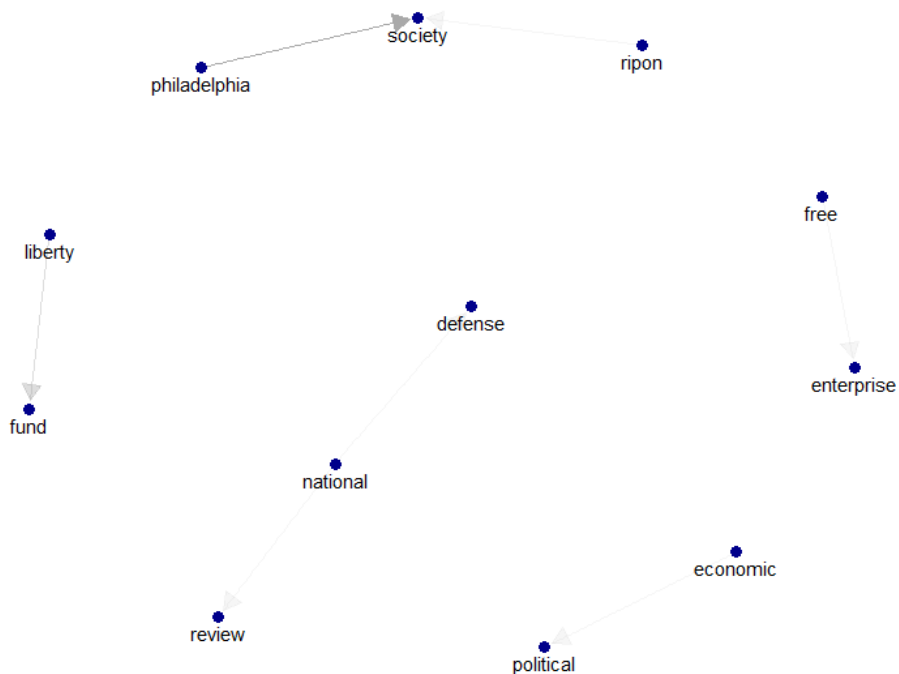 society
ripon
philadelphia
free
liberty
defense
enterprise
fund
national
economic
review
political